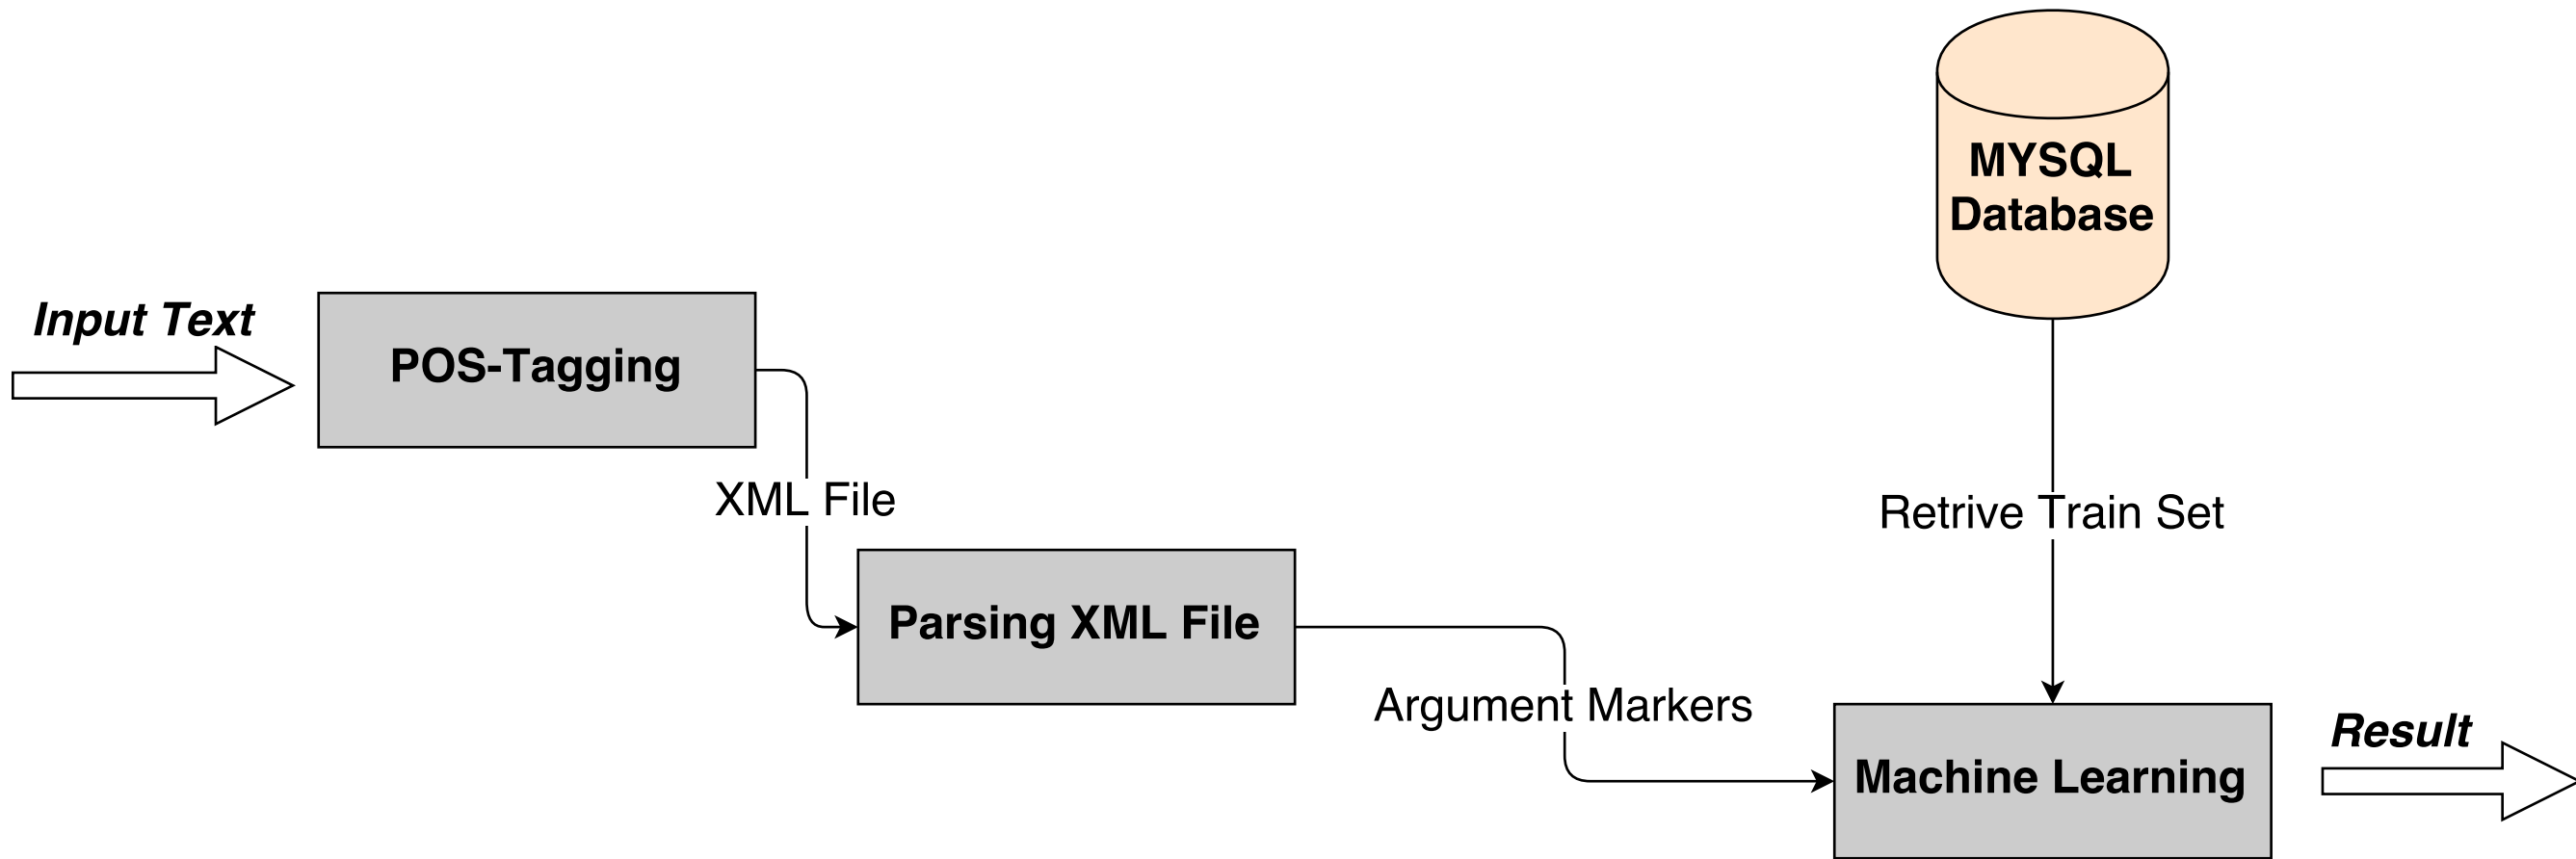 MYSQL
Database
Input Text
POS-Tagging
XML File
Retrive Train Set
Parsing XML File
Argument Markers
Result
Machine Learning